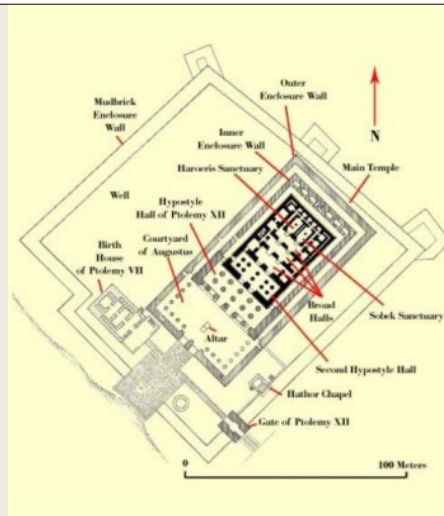 Outer
Enclosure Wall
Mudbrick
Enclosure
Wall
Inner
Enclosure Wall
N
Haroeris Sanctuary
Main Temple
Well
Hypostyle
Hall of Ptolemy XII
Courtyard
of Augustus
Birth
House
of Ptolemy VII
Broad
Halls
Sobek Sanctuary
Altar
Second Hypostyle Hall
Hathor Chapel
Gate of Ptolemy XII
0
100 Meters